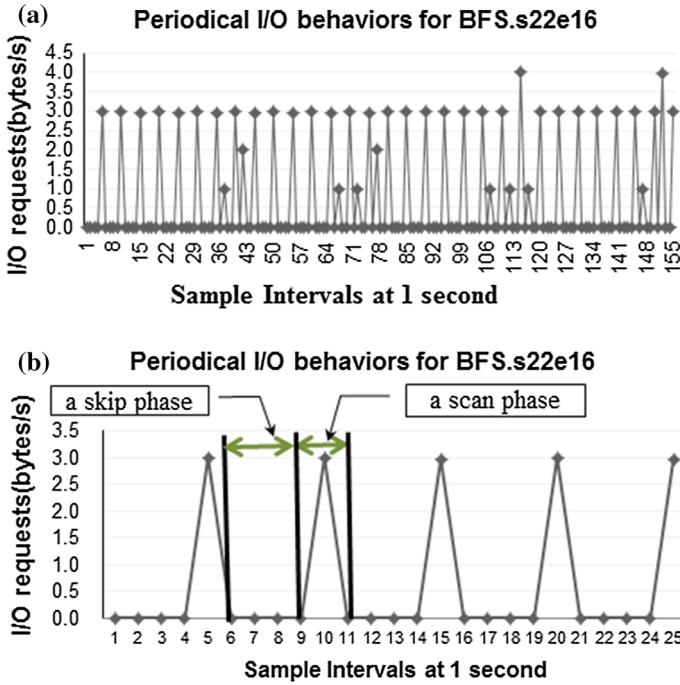 (a)
Periodical I/O behaviors for BFS.s22e16
I/O requests(bytes/s)
4.5
4.0
3.5
3.0
2.5
2.0
1.5
1.0
0.5
0.0
1 8 15 22 29 36 43 50 57 64 71 78 85 92 99 106 113 120 127 134 141 148 155
Sample Intervals at 1 second
(b)
Periodical I/O behaviors for BFS.s22e16
a skip phase
a scan phase
I/O requests(bytes/s)
3.5
3.0
2.5
2.0
1.5
1.0
0.5
0.0
1 2 3 4 5 6 7 8 9 10 11 12 13 14 15 16 17 18 19 20 21 22 23 24 25
Sample Intervals at 1 second